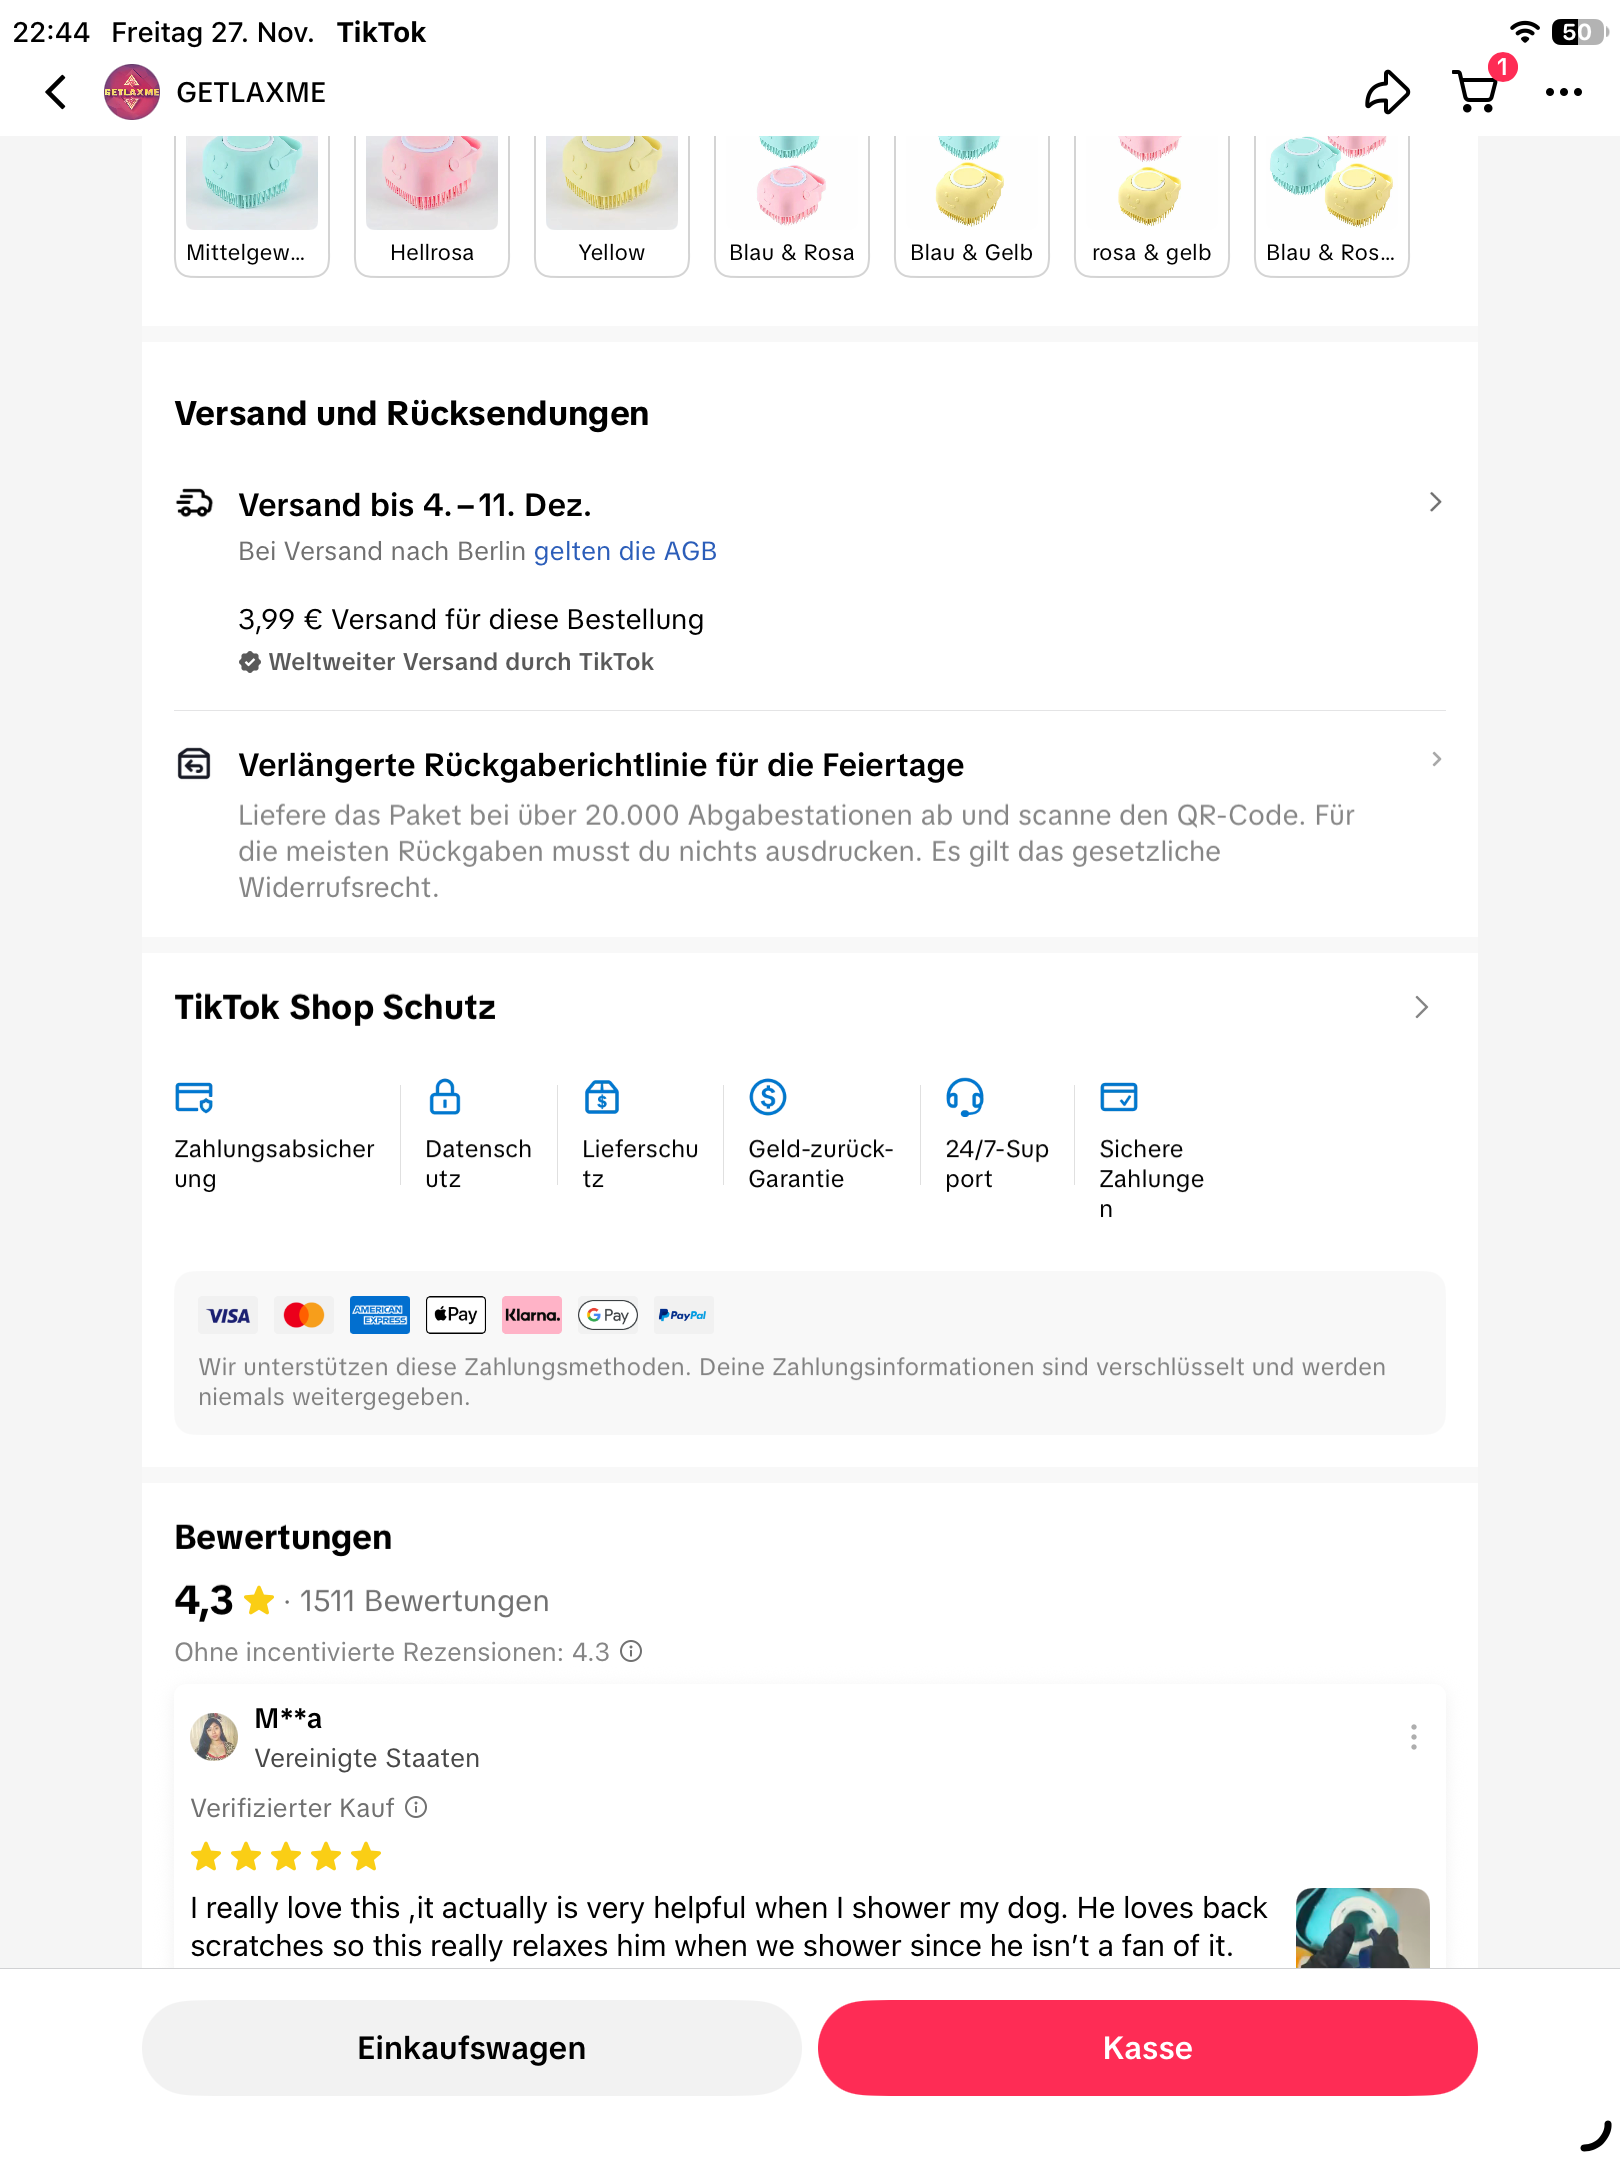 22:44 Freitag 27. Nov. TikTok
50
GETLAXME
GETLAXME
1
Mittelgew...
Hellrosa
Yellow
Blau & Rosa
Blau & Gelb
rosa & gelb
Blau & Ros...
Versand und Rücksendungen
Versand bis 4.–11. Dez.
Bei Versand nach Berlin gelten die AGB
3,99 € Versand für diese Bestellung
Weltweiter Versand durch TikTok
Verlängerte Rückgaberichtlinie für die Feiertage
Liefere das Paket bei über 20.000 Abgabestationen ab und scanne den QR-Code. Für
die meisten Rückgaben musst du nichts ausdrucken. Es gilt das gesetzliche
Widerrufsrecht.
TikTok Shop Schutz
Zahlungsabsicher
ung
Datensch
utz
Lieferschu
tz
Geld-zurück-
Garantie
24/7-Sup
port
Sichere
Zahlunge
n
VISA
AMERICAN
EXPRESS
Pay
Klarna.
G Pay
PayPal
Wir unterstützen diese Zahlungsmethoden. Deine Zahlungsinformationen sind verschlüsselt und werden
niemals weitergegeben.
Bewertungen
4,3 · 1511 Bewertungen
Ohne incentivierte Rezensionen: 4.3
M**a
Vereinigte Staaten
Verifizierter Kauf
I really love this ,it actually is very helpful when I shower my dog. He loves back
scratches so this really relaxes him when we shower since he isn’t a fan of it.
Einkaufswagen
Kasse